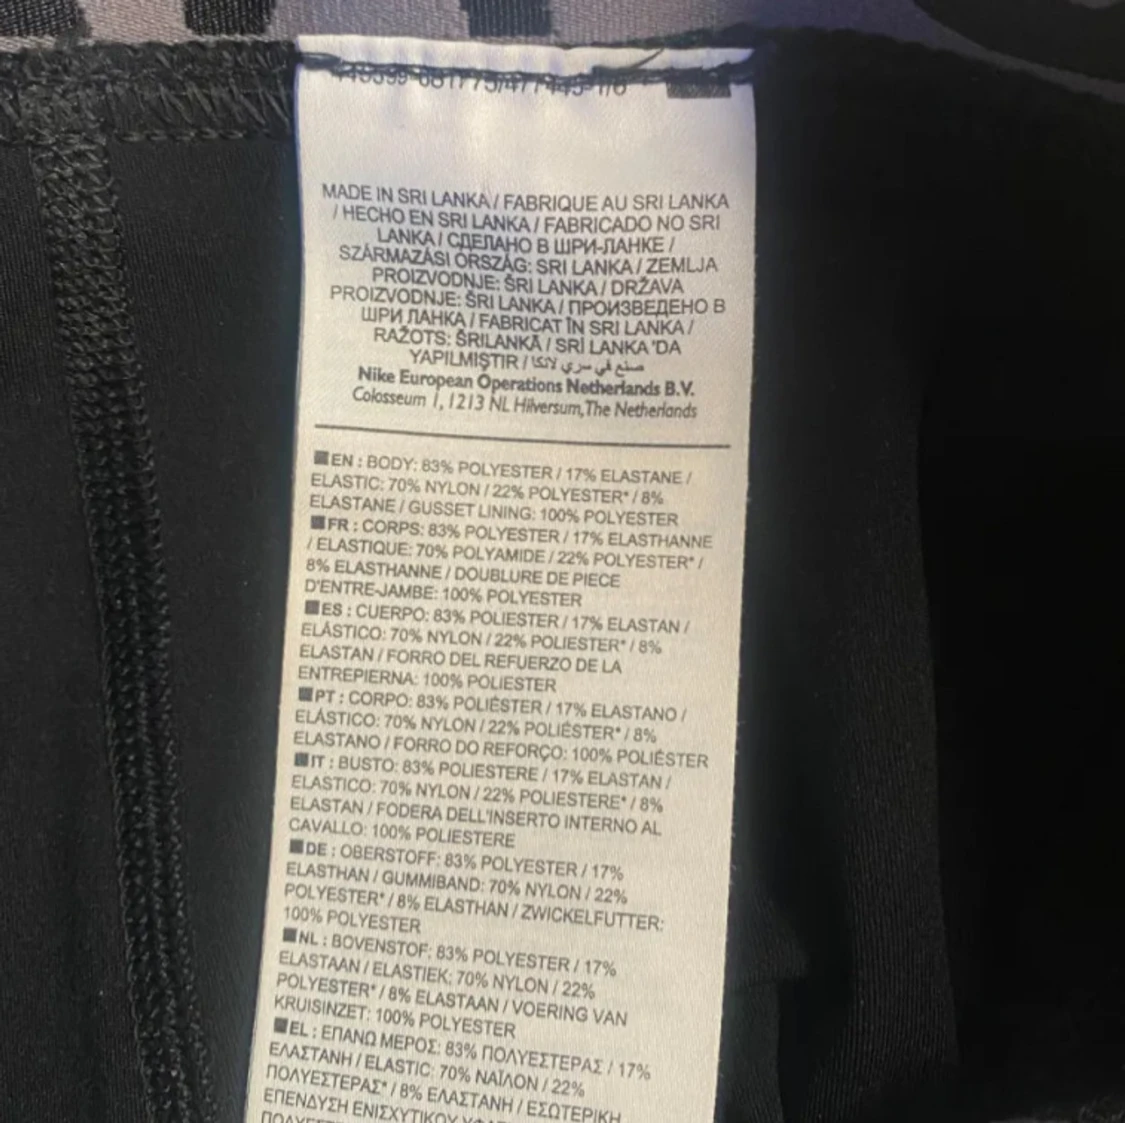 MADE IN SRI LANKA / FABRIQUE AU SRI LANKA
/ HECHO EN SRI LANKA / FABRICADO NO SRI
LANKA / СДЕЛАНО В ШРИ-ЛАНКЕ /
SZÁRMAZÁSI ORSZÁG: SRI LANKA / ZEMLJA
PROIZVODNJE: ŠRI LANKA / DRŽAVA
PROIZVODNJE: ŠRI LANKA / ПРОИЗВЕДЕНО В
ШРИ ЛАНКА / FABRICAT ÎN SRI LANKA /
RAŽOTS: ŠRILANKĀ / SRİ LANKA 'DA
YAPILMIŞTIR / صنع في سري لانكا
Nike European Operations Netherlands B.V.
Colosseum 1, 1213 NL Hilversum, The Netherlands
EN : BODY: 83% POLYESTER / 17% ELASTANE /
ELASTIC: 70% NYLON / 22% POLYESTER* / 8%
ELASTANE / GUSSET LINING: 100% POLYESTER
FR : CORPS: 83% POLYESTER / 17% ELASTHANNE
/ ELASTIQUE: 70% POLYAMIDE / 22% POLYESTER* /
8% ELASTHANNE / DOUBLURE DE PIECE
D'ENTRE-JAMBE: 100% POLYESTER
ES : CUERPO: 83% POLIESTER / 17% ELASTAN /
ELÁSTICO: 70% NYLON / 22% POLIESTER* / 8%
ELASTAN / FORRO DEL REFUERZO DE LA
ENTREPIERNA: 100% POLIESTER
PT : CORPO: 83% POLIÉSTER / 17% ELASTANO /
ELÁSTICO: 70% NYLON / 22% POLIÉSTER* / 8%
ELASTANO / FORRO DO REFORÇO: 100% POLIÉSTER
IT : BUSTO: 83% POLIESTERE / 17% ELASTAN /
ELASTICO: 70% NYLON / 22% POLIESTERE* / 8%
ELASTAN / FODERA DELL'INSERTO INTERNO AL
CAVALLO: 100% POLIESTERE
DE : OBERSTOFF: 83% POLYESTER / 17%
ELASTHAN / GUMMIBAND: 70% NYLON / 22%
POLYESTER* / 8% ELASTHAN / ZWICKELFUTTER:
100% POLYESTER
NL : BOVENSTOF: 83% POLYESTER / 17%
ELASTAAN / ELASTIEK: 70% NYLON / 22%
POLYESTER* / 8% ELASTAAN / VOERING VAN
KRUISINZET: 100% POLYESTER
EL : ΕΠΑΝΩ ΜΕΡΟΣ: 83% ΠΟΛΥΕΣΤΕΡΑΣ / 17%
ΕΛΑΣΤΑΝΗ / ELASTIC: 70% ΝΑΪΛΟΝ / 22%
ΠΟΛΥΕΣΤΕΡΑΣ* / 8% ΕΛΑΣΤΑΝΗ / ΕΣΩΤΕΡΙΚΗ
ΕΠΕΝΔΥΣΗ ΕΝΙΣΧΥΤΙΚΟΥ